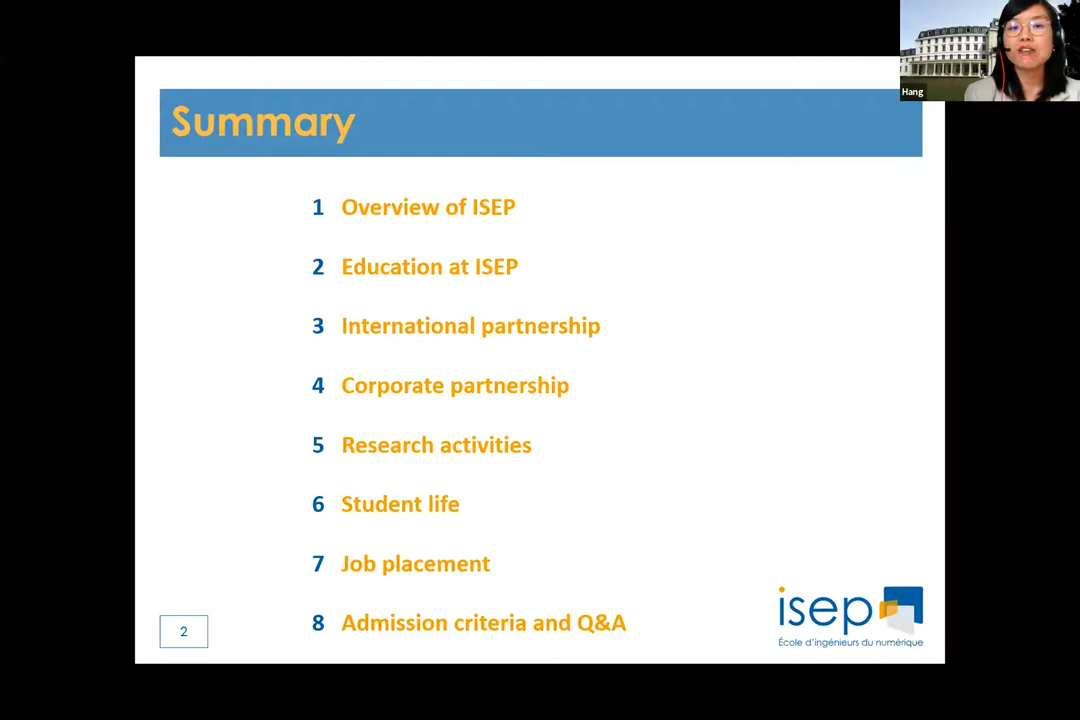 Hang
Summary
1 Overview of ISEP
2 Education at ISEP
3 International partnership
4 Corporate partnership
5 Research activities
6 Student life
7 Job placement
8 Admission criteria and Q&A
2
isep
École d'ingénieurs du numérique